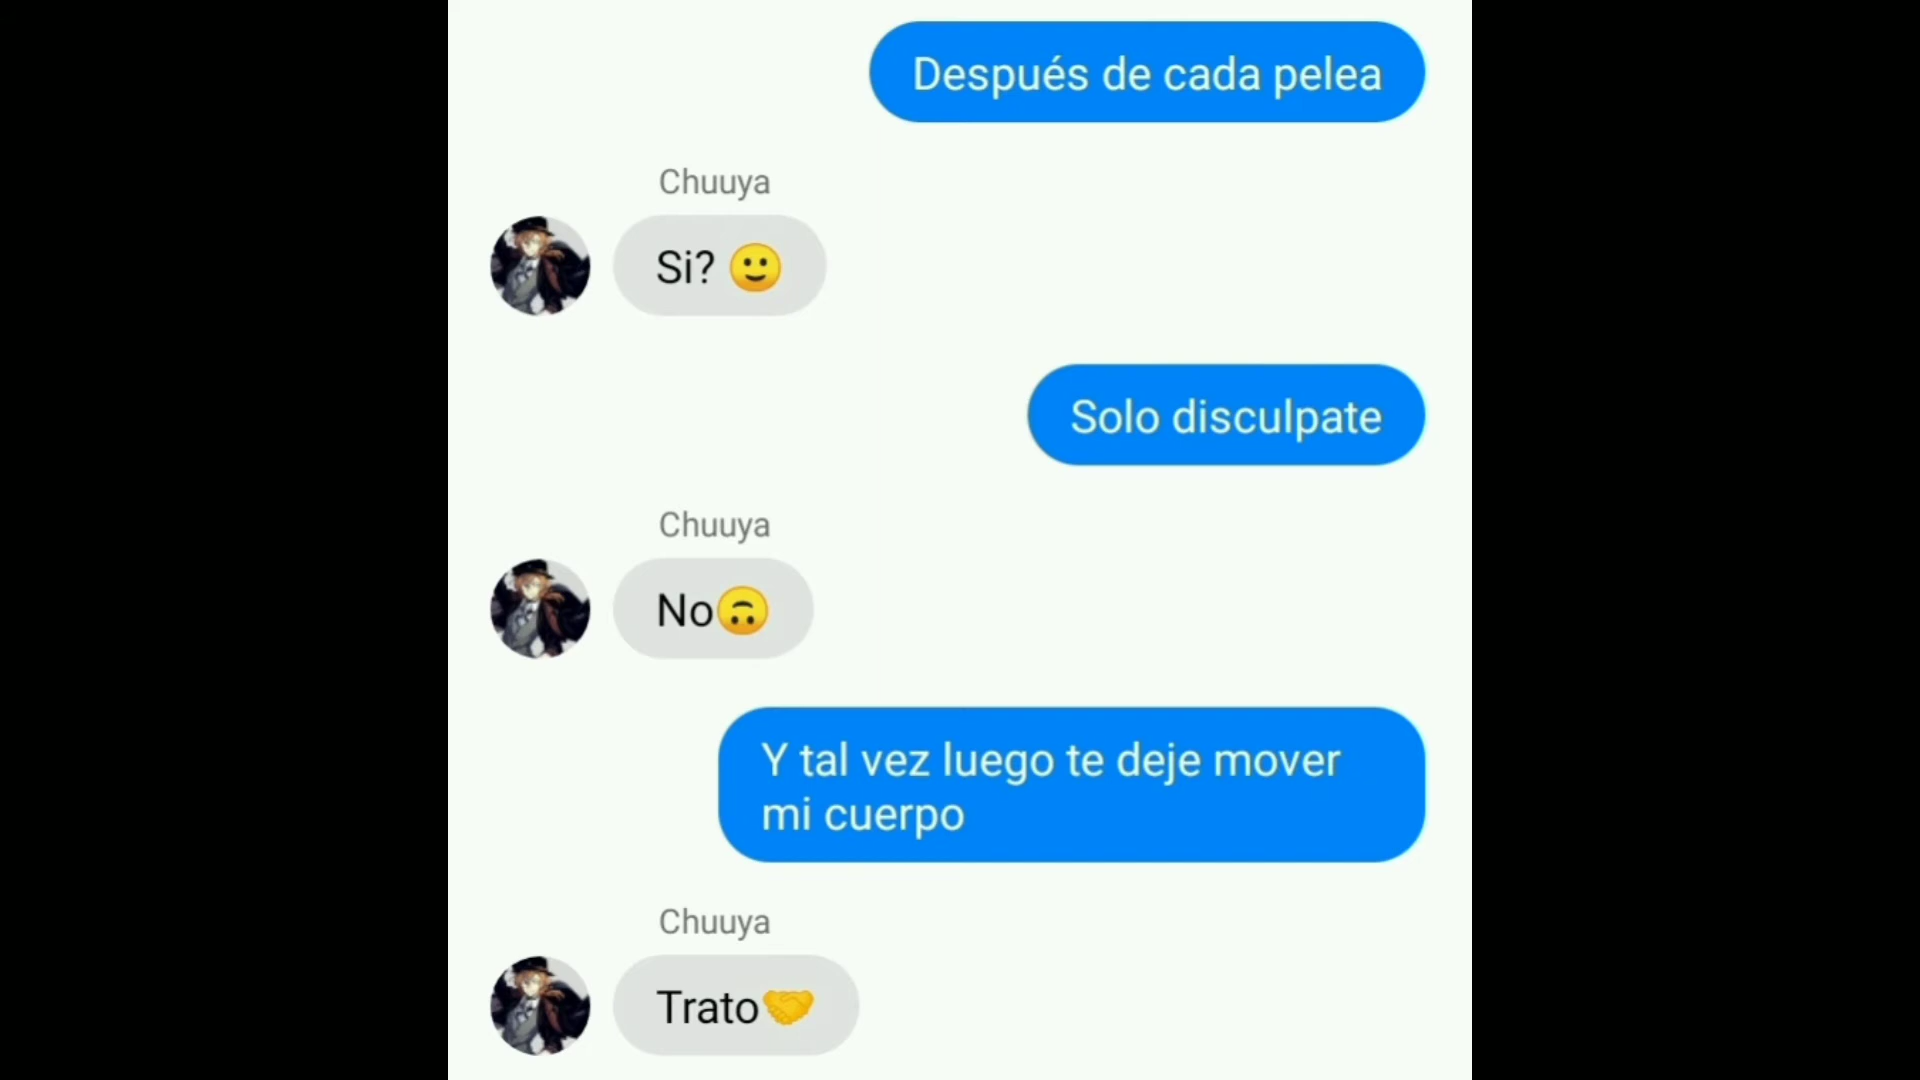 Después de cada pelea
Chuuya
Si? 🙂
Solo disculpate
Chuuya
No🙃
Y tal vez luego te deje mover
mi cuerpo
Chuuya
Trato🤝